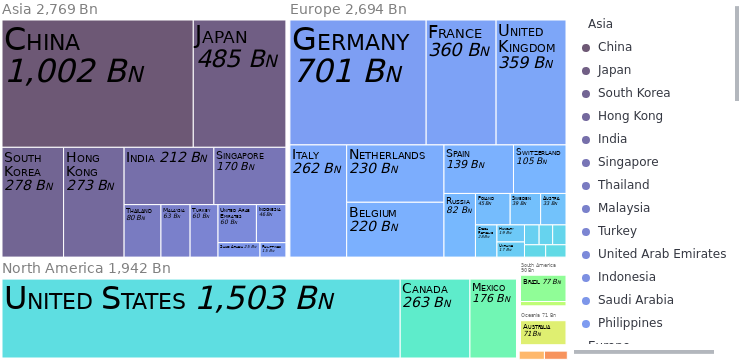 Asia 2,769 Bn
China
1,002 Bn
Japan
485 Bn
South
Korea
278 Bn
Hong
Kong
273 Bn
India 212 Bn
Singapore
170 Bn
Thailand
80 Bn
Malaysia
63 Bn
Turkey
60 Bn
United Arab
Emirates
60 Bn
Indonesia
Europe 2,694 Bn
Germany
701 Bn
France
360 Bn
United
Kingdom
359 Bn
Italy
262 Bn
Netherlands
230 Bn
Belgium
220 Bn
Spain
139 Bn
Switzerland
105 Bn
Russia
82 Bn
Poland
45 Bn
Sweden
Austria
North America 1,942 Bn
United States 1,503 Bn
Canada
263 Bn
Mexico
176 Bn
South America
Brazil 77 Bn
Oceania 71 Bn
Australia
71 Bn
Asia
China
Japan
South Korea
Hong Kong
India
Singapore
Thailand
Malaysia
Turkey
United Arab Emirates
Indonesia
Saudi Arabia
Philippines
Europe